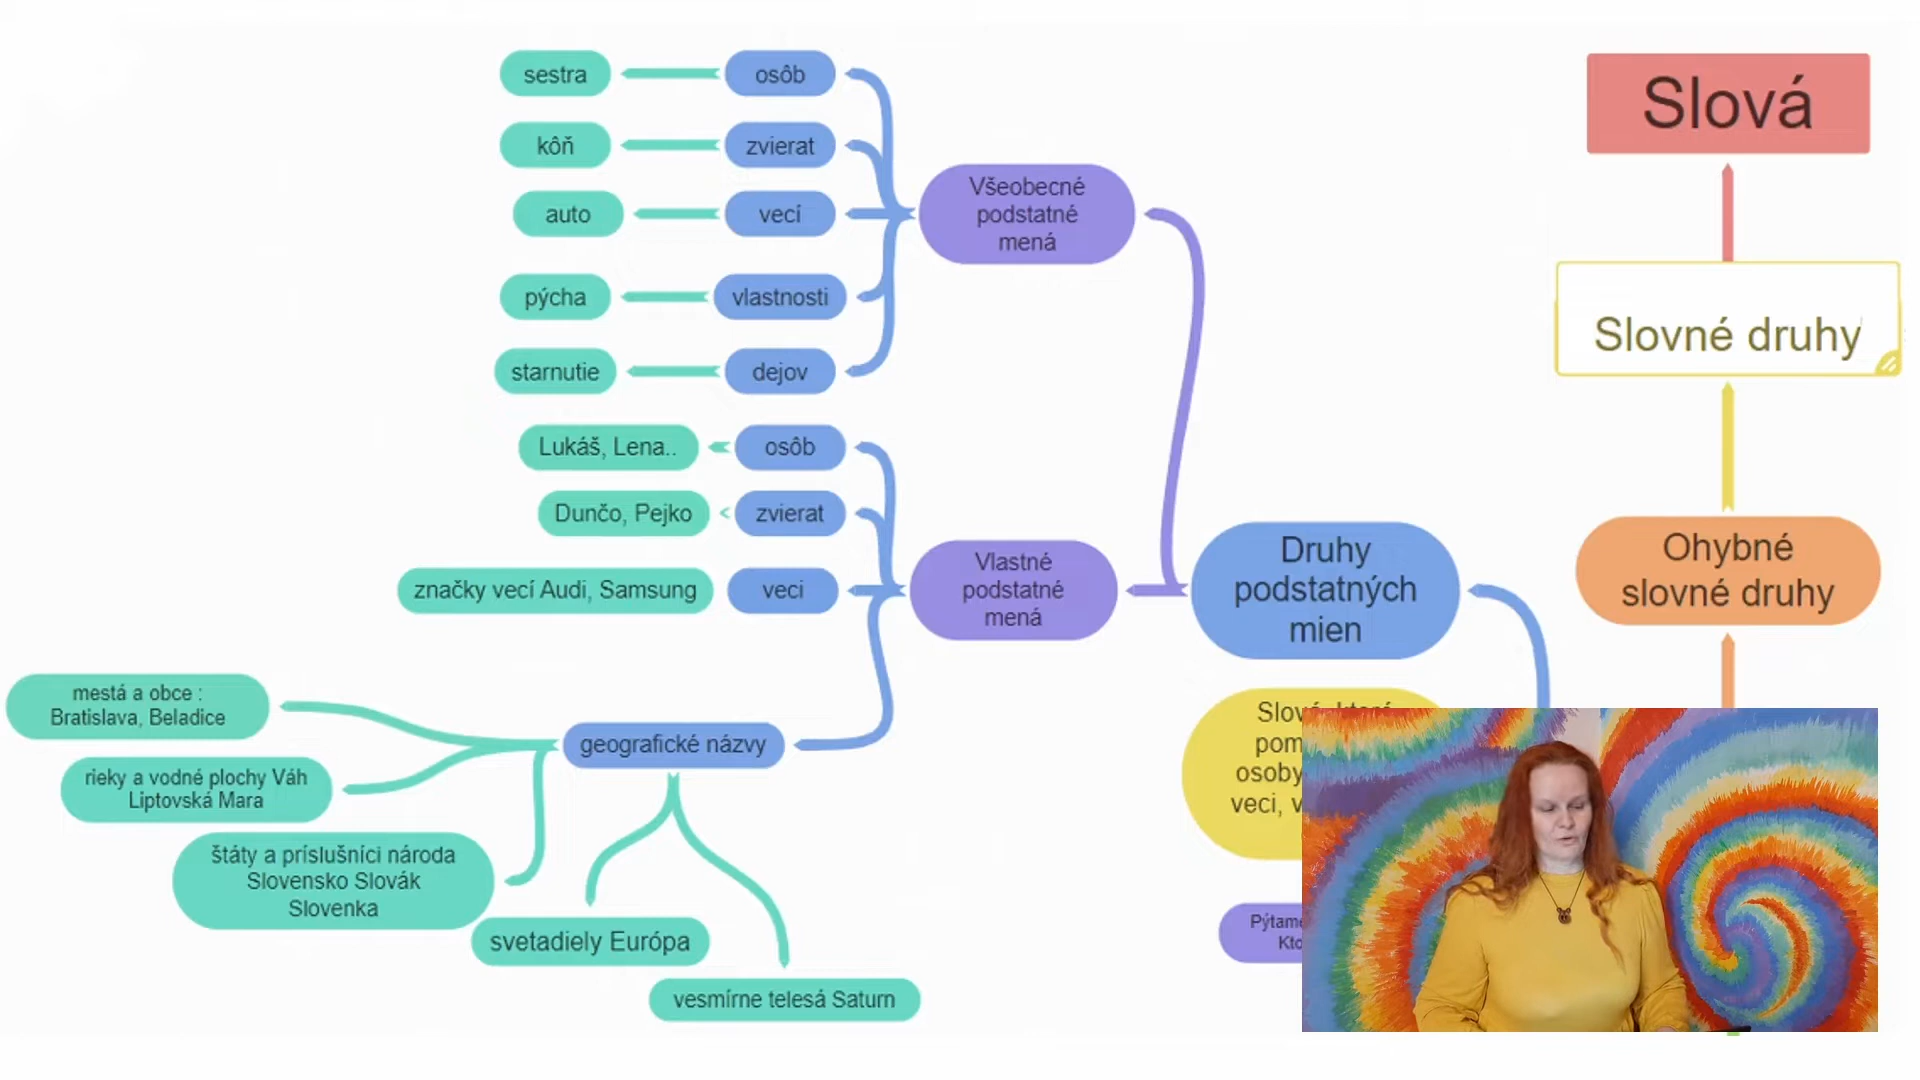 Slová
Slovné druhy
Ohybné
slovné druhy
Druhy
podstatných
mien
Všeobecné
podstatné
mená
osôb
sestra
zvierat
kôň
vecí
auto
vlastnosti
pýcha
dejov
starnutie
Vlastné
podstatné
mená
osôb
Lukáš, Lena..
zvierat
Dunčo, Pejko
veci
značky vecí Audi, Samsung
geografické názvy
mestá a obce :
Bratislava, Beladice
rieky a vodné plochy Váh
Liptovská Mara
štáty a príslušníci národa
Slovensko Slovák
Slovenka
svetadiely Európa
vesmírne telesá Saturn
osoby
veci,